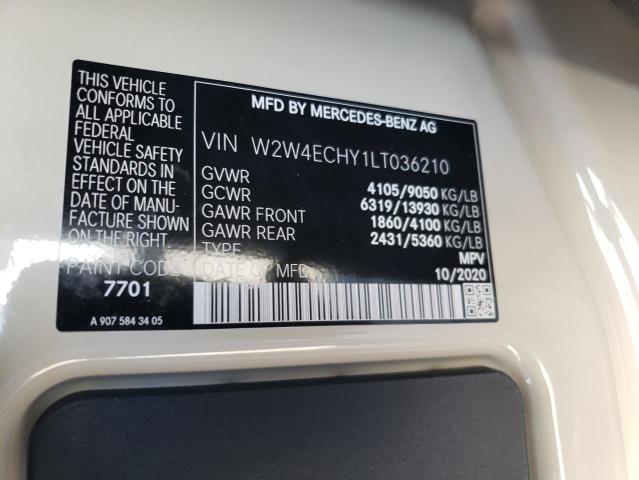 THIS VEHICLE
CONFORMS TO
ALL APPLICABLE
FEDERAL MOTOR
VEHICLE SAFETY
STANDARDS IN
EFFECT ON THE
DATE OF MANU-
FACTURE SHOWN
ON THE RIGHT.
PAINT CODE
7701
A 907 584 34 05
MFD BY MERCEDES-BENZ AG
VIN W2W4ECHY1LT036210
GVWR 4105/9050 KG/LB
GCWR 6319/13930 KG/LB
GAWR FRONT 1860/4100 KG/LB
GAWR REAR 2431/5360 KG/LB
TYPE MPV
DATE OF MFD 10/2020